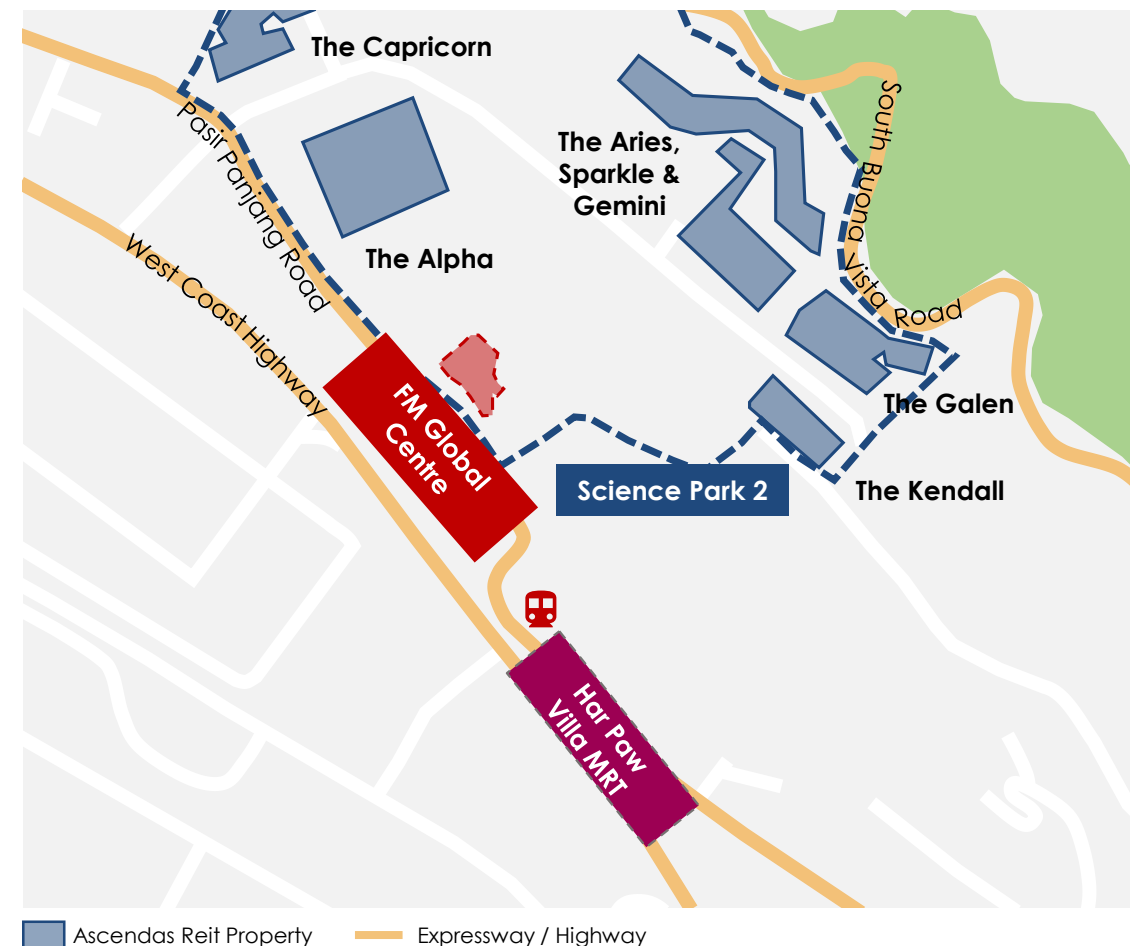 The Capricorn
Pasir Panjang Road
The Aries,
Sparkle &
Gemini
South Buona Vista Road
The Alpha
West Coast Highway
FM Global
Centre
The Galen
Science Park 2
The Kendall
Har Paw
Villa MRT
Ascendas Reit Property
Expressway / Highway